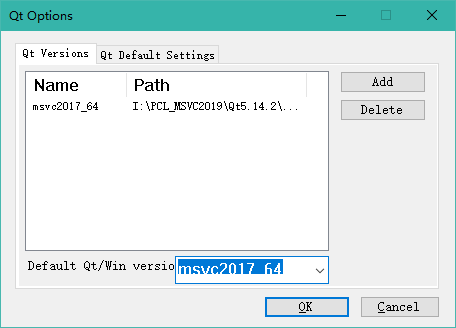 Qt Options
Qt Versions Qt Default Settings
Name Path
msvc2017_64 I:\PCL_MSVC2019\Qt5.14.2\...
Add
Delete
Default Qt/Win versio msvc2017_64
OK Cancel